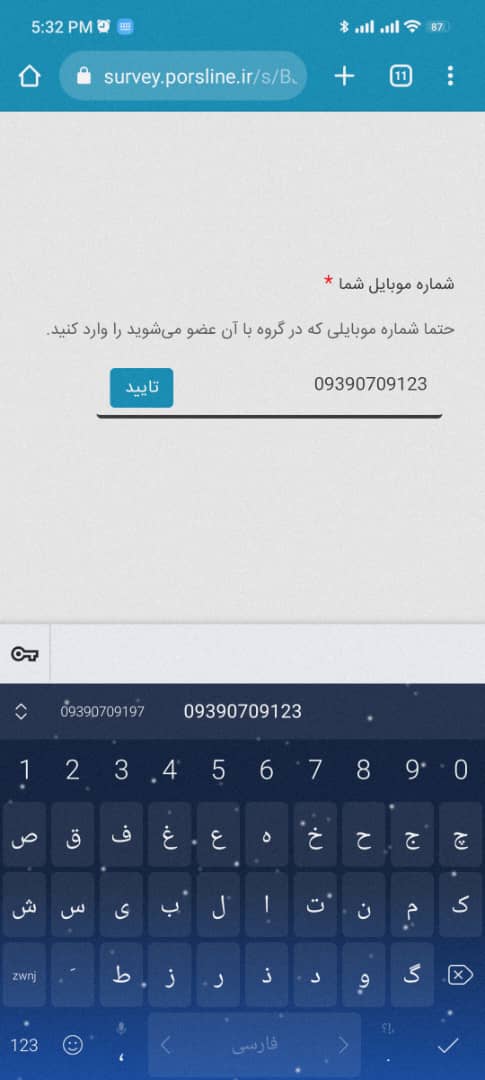 5:32 PM
87
survey.porsline.ir/s/B
11
شماره موبایل شما *
حتما شماره موبایلی که در گروه با آن عضو می‌شوید را وارد کنید.
09390709123
تایید
09390709197 09390709123
1 2 3 4 5 6 7 8 9 0
ص ق ف غ ع ه خ ح ج چ
ش س ی ب ل ا ت ن م ک
zwnj َ ط ز ر ذ د و گ
123 ، فارسی . ؟!